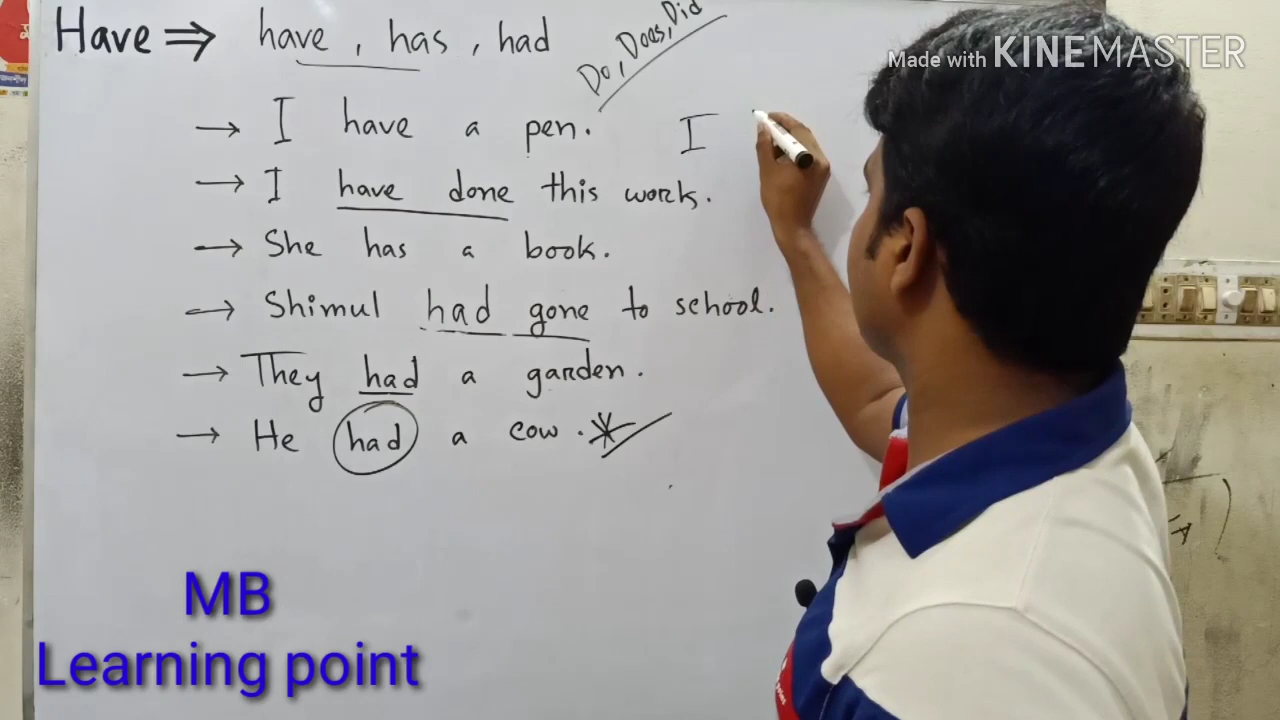 Have ⇒ have, has, had
Do, Does, Did
Made with KINEMASTER
→ I have a pen.
I
→ I have done this work.
→ She has a book.
→ Shimul had gone to school.
→ They had a garden.
→ He had a cow.
MB
Learning point